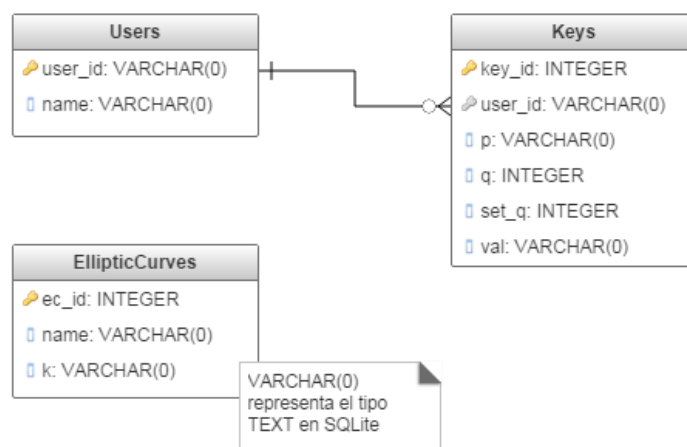 Users
user_id: VARCHAR(0)
name: VARCHAR(0)
Keys
key_id: INTEGER
user_id: VARCHAR(0)
p: VARCHAR(0)
q: INTEGER
set_q: INTEGER
val: VARCHAR(0)
EllipticCurves
ec_id: INTEGER
name: VARCHAR(0)
k: VARCHAR(0)
VARCHAR(0)
representa el tipo
TEXT en SQLite